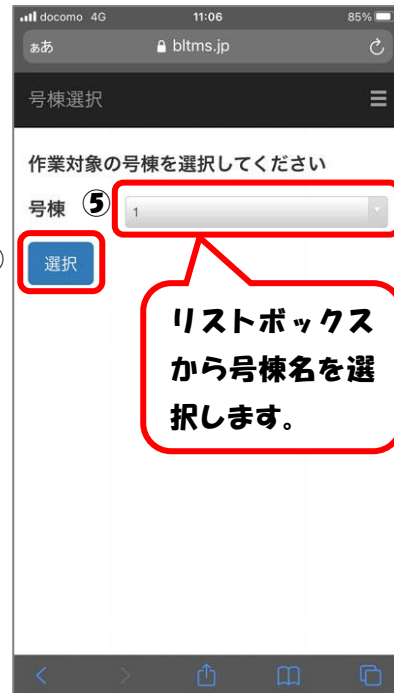 docomo 4G 11:06 85%
ぁあ bltms.jp
号棟選択
作業対象の号棟を選択してください
号棟 ⑤ 1
選択
リストボックス
から号棟名を選
択します。